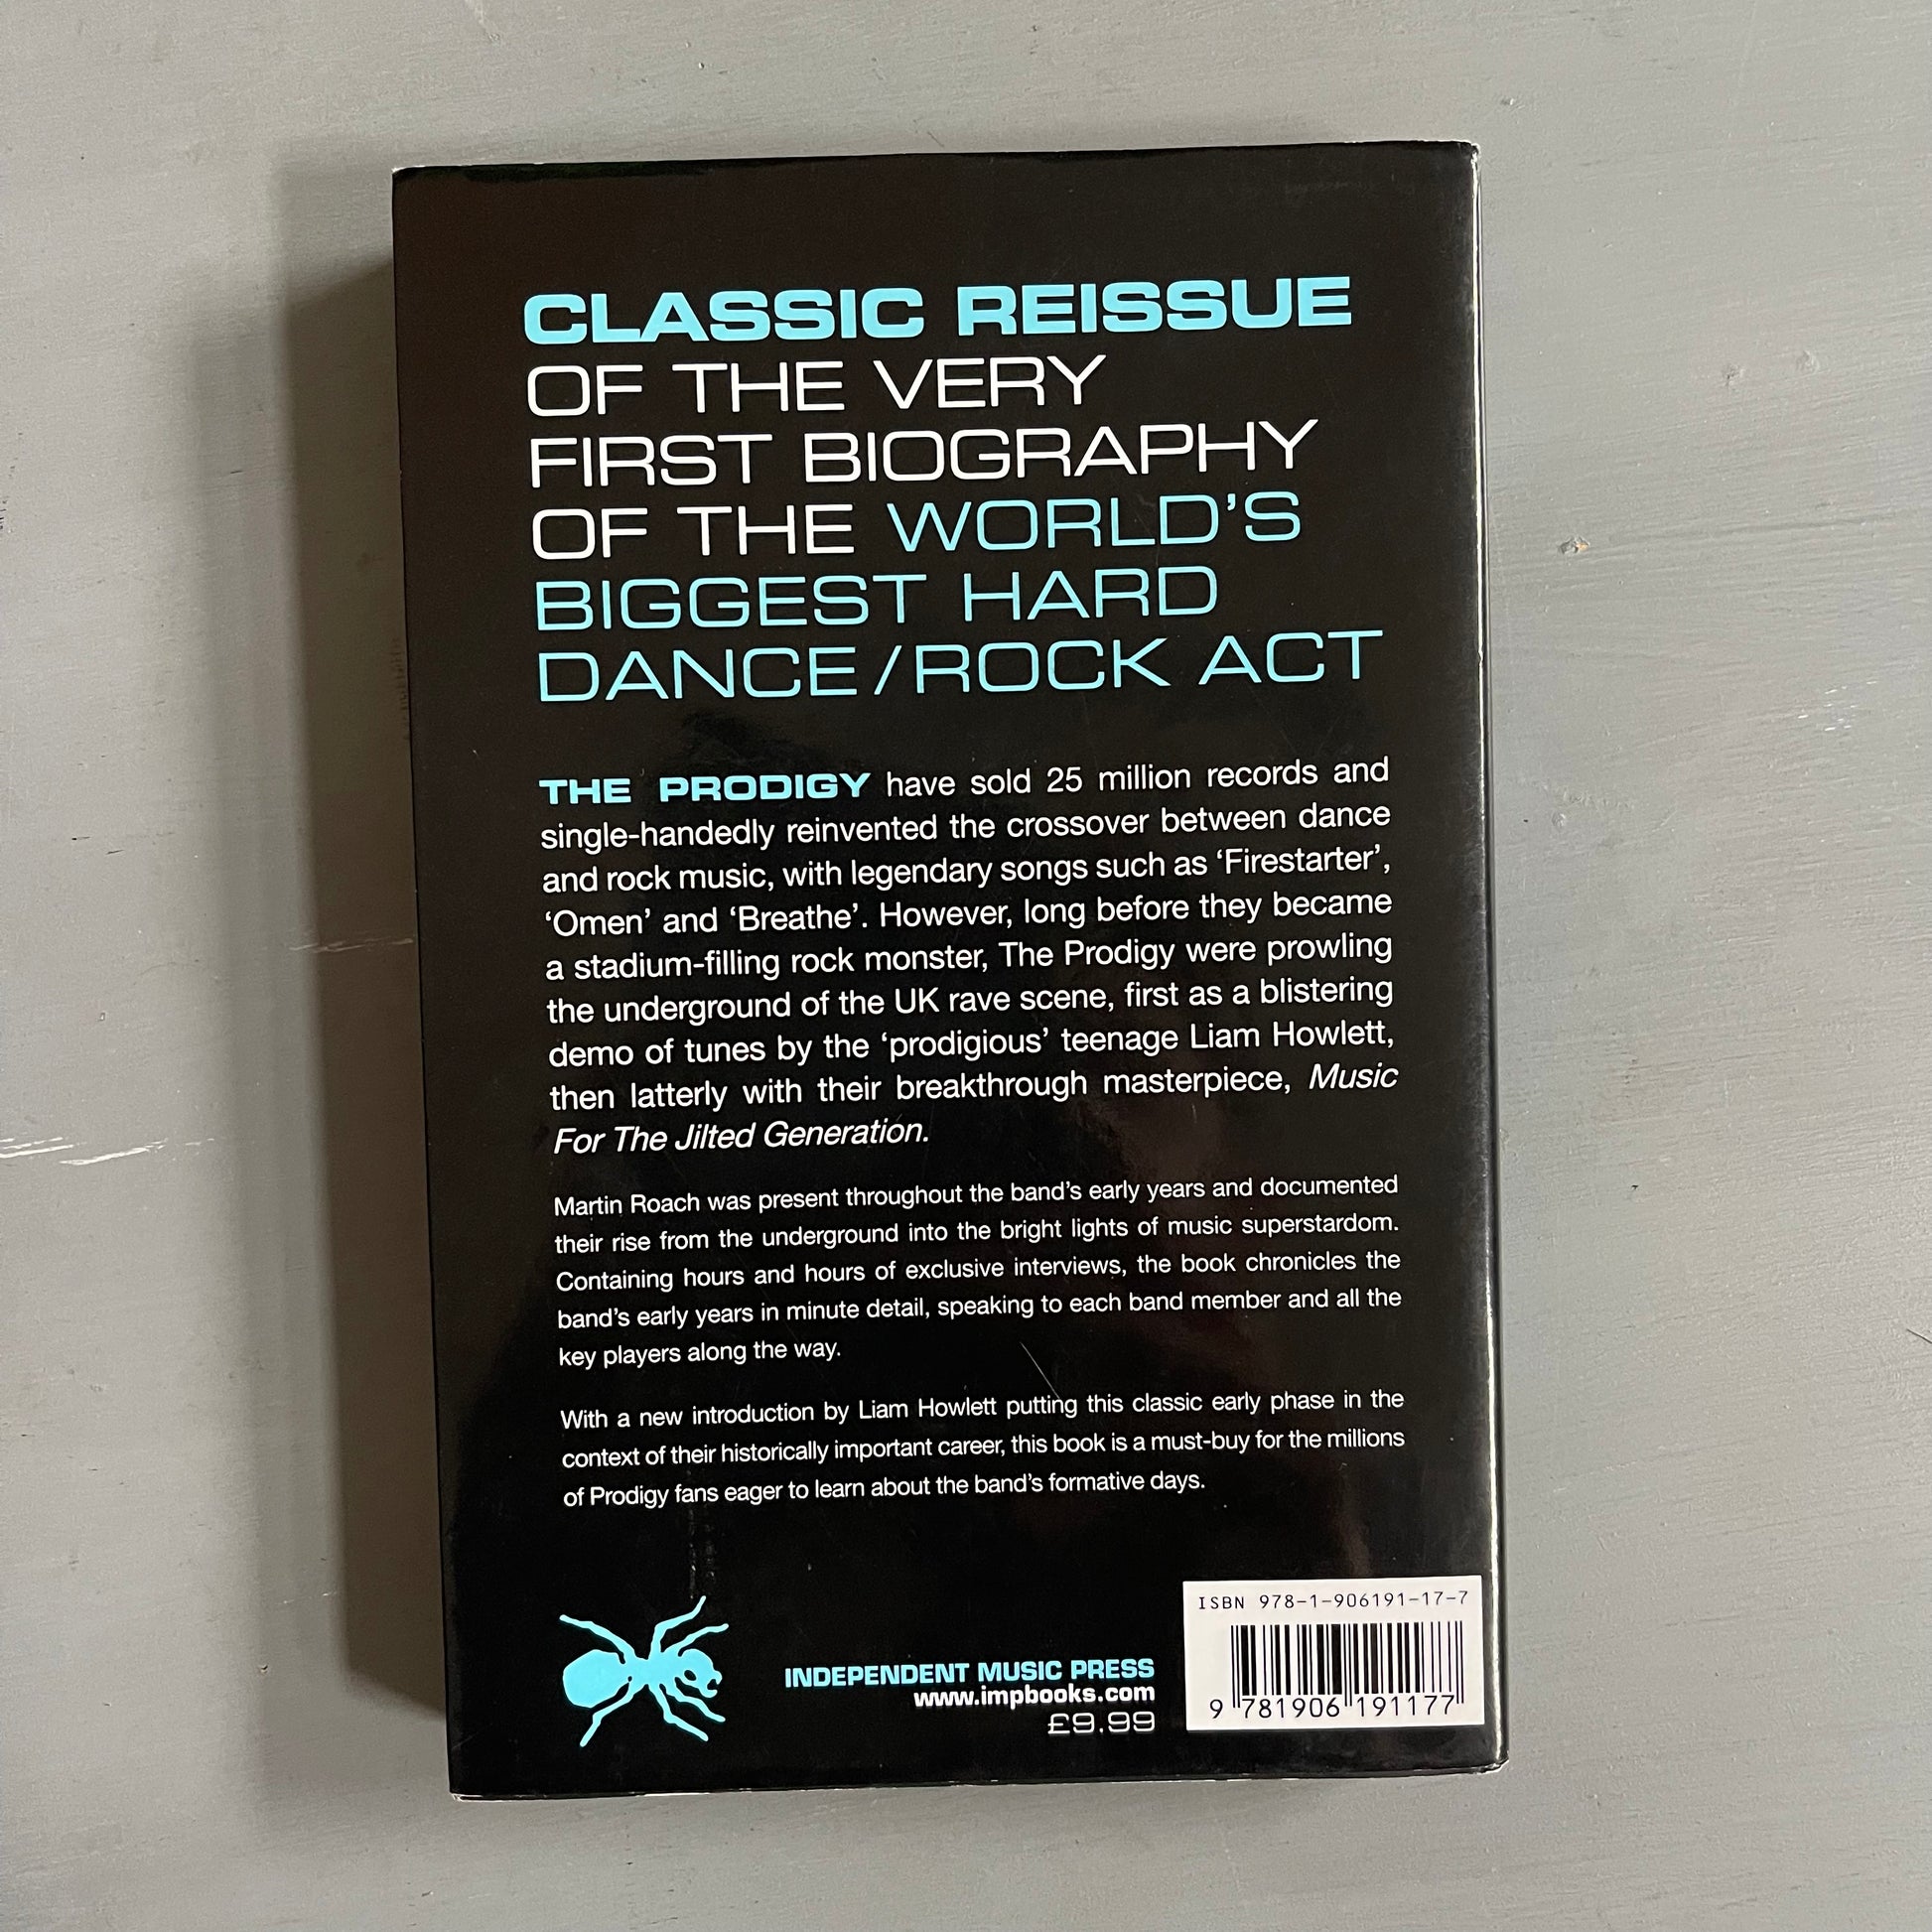 CLASSIC REISSUE
OF THE VERY
FIRST BIOGRAPHY
OF THE WORLD'S
BIGGEST HARD
DANCE/ROCK ACT
THE PRODIGY have sold 25 million records and
single-handedly reinvented the crossover between dance
and rock music, with legendary songs such as ‘Firestarter’,
‘Omen’ and ‘Breathe’. However, long before they became
a stadium-filling rock monster, The Prodigy were prowling
the underground of the UK rave scene, first as a blistering
demo of tunes by the ‘prodigious’ teenage Liam Howlett,
then latterly with their breakthrough masterpiece, Music
For The Jilted Generation.
Martin Roach was present throughout the band’s early years and documented
their rise from the underground into the bright lights of music superstardom.
Containing hours and hours of exclusive interviews, the book chronicles the
band’s early years in minute detail, speaking to each band member and all the
key players along the way.
With a new introduction by Liam Howlett putting this classic early phase in the
context of their historically important career, this book is a must-buy for the millions
of Prodigy fans eager to learn about the band’s formative days.
INDEPENDENT MUSIC PRESS
www.impbooks.com
£9.99
ISBN 978-1-906191-17-7
9 781906 191177